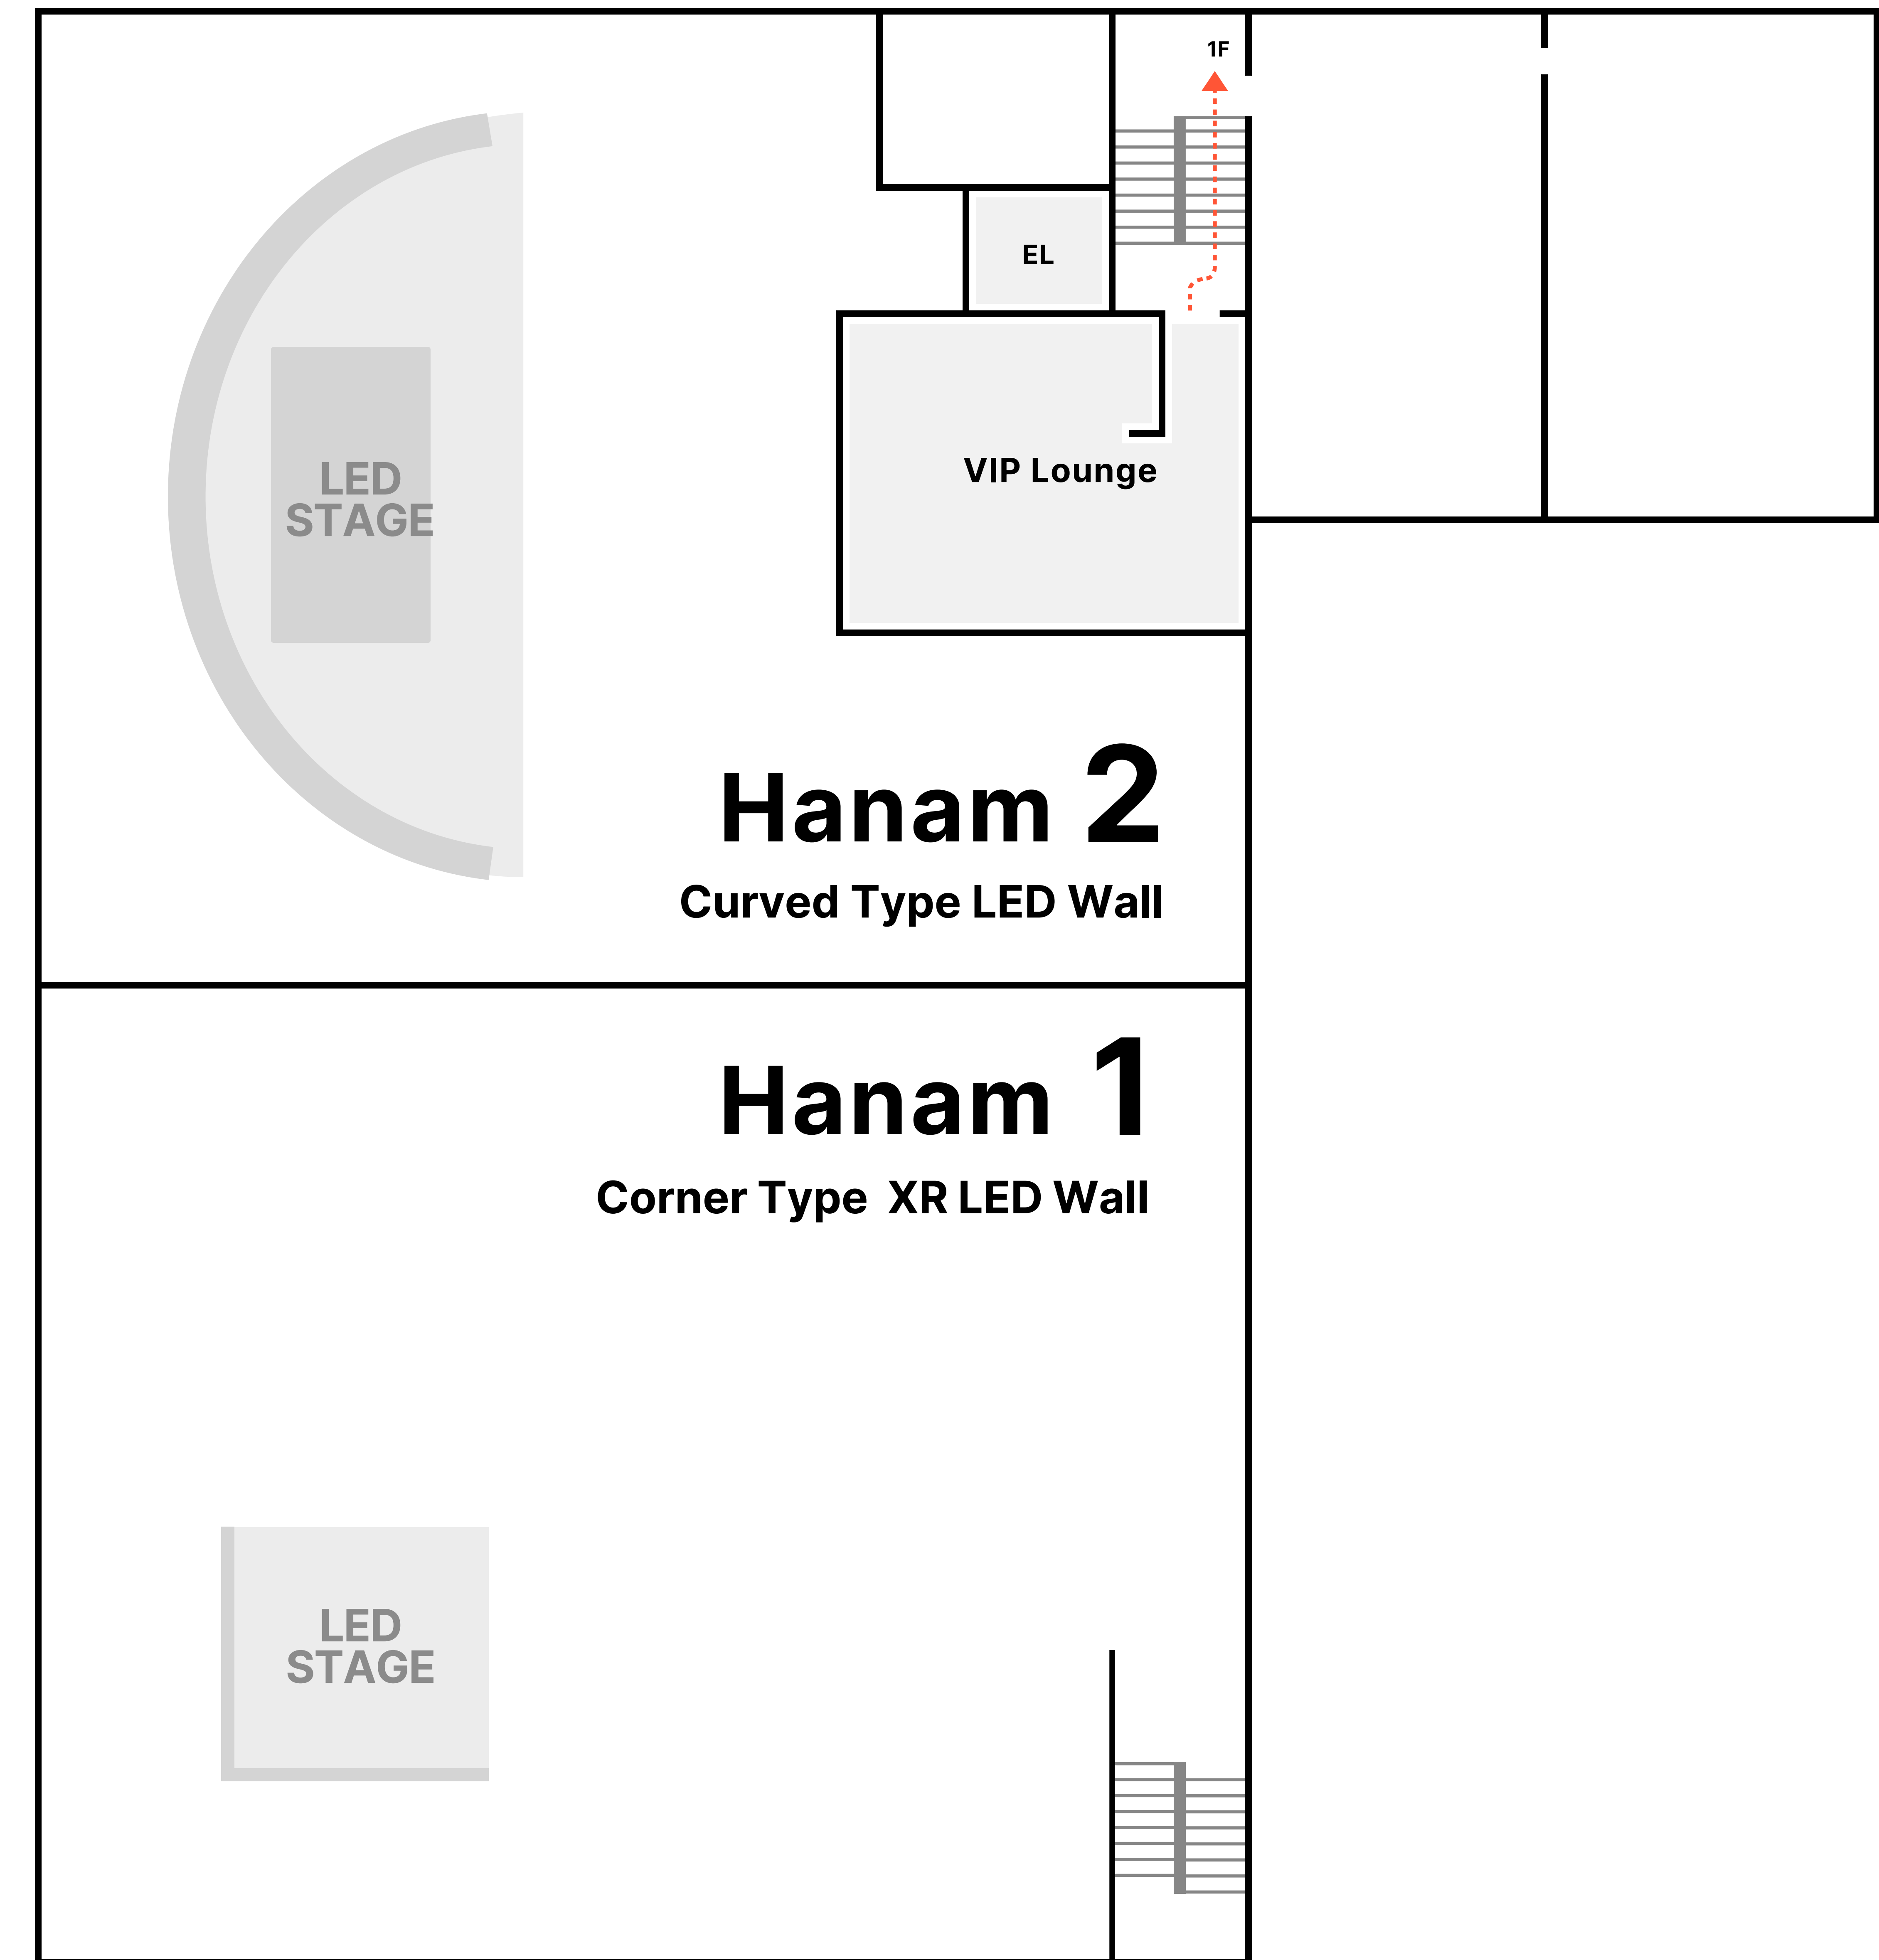 1F
EL
LED
STAGE
VIP Lounge
Hanam 2
Curved Type LED Wall
Hanam 1
Corner Type XR LED Wall
LED
STAGE